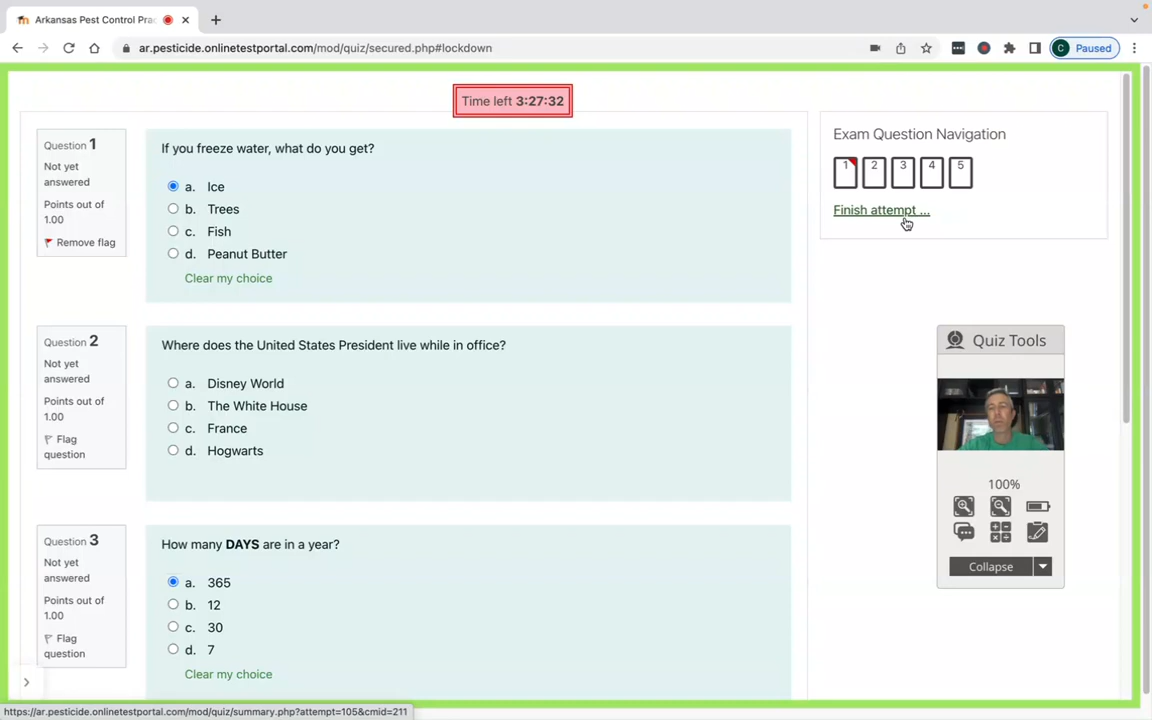 Arkansas Pest Control Prac
ar.pesticide.onlinetestportal.com/mod/quiz/secured.php#lockdown
C Paused
Time left 3:27:32
Question 1
Not yet
answered
Points out of
1.00
Remove flag
If you freeze water, what do you get?
a. Ice
b. Trees
c. Fish
d. Peanut Butter
Clear my choice
Question 2
Not yet
answered
Points out of
1.00
Flag
question
Where does the United States President live while in office?
a. Disney World
b. The White House
c. France
d. Hogwarts
Question 3
Not yet
answered
Points out of
1.00
Flag
question
How many DAYS are in a year?
a. 365
b. 12
c. 30
d. 7
Clear my choice
Exam Question Navigation
1 2 3 4 5
Finish attempt ...
Quiz Tools
100%
Collapse
https://ar.pesticide.onlinetestportal.com/mod/quiz/summary.php?attempt=105&cmid=211